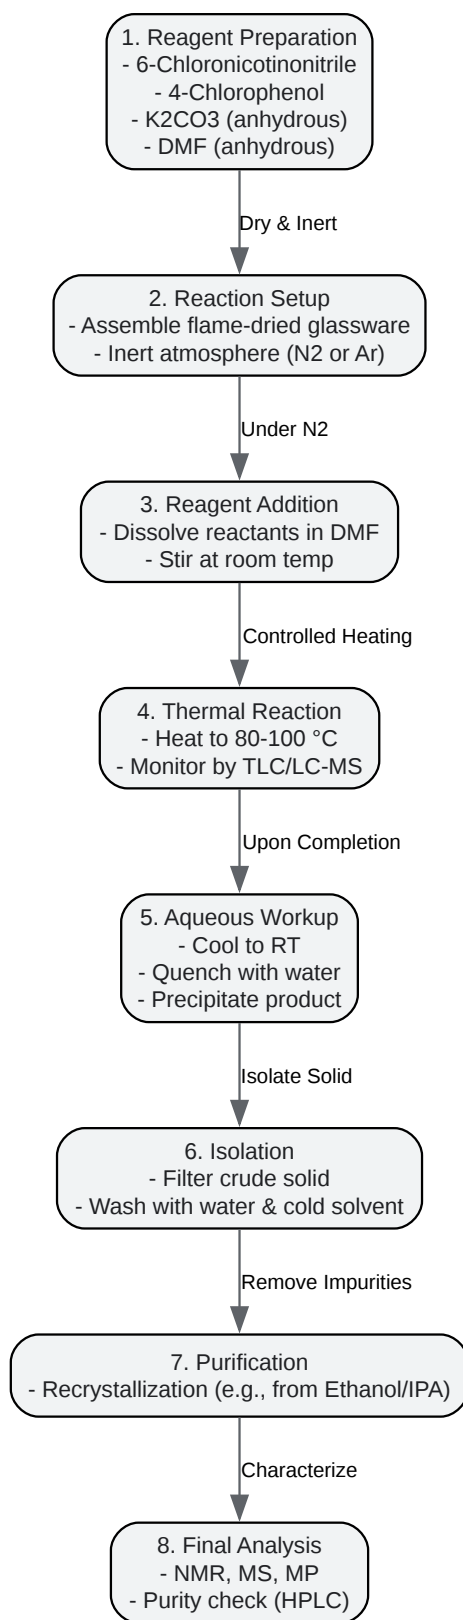 1. Reagent Preparation
- 6-Chloronicotinonitrile
- 4-Chlorophenol
- K2CO3 (anhydrous)
- DMF (anhydrous)
Dry & Inert
2. Reaction Setup
- Assemble flame-dried glassware
- Inert atmosphere (N2 or Ar)
Under N2
3. Reagent Addition
- Dissolve reactants in DMF
- Stir at room temp
Controlled Heating
4. Thermal Reaction
- Heat to 80-100 °C
- Monitor by TLC/LC-MS
Upon Completion
5. Aqueous Workup
- Cool to RT
- Quench with water
- Precipitate product
Isolate Solid
6. Isolation
- Filter crude solid
- Wash with water & cold solvent
Remove Impurities
7. Purification
- Recrystallization (e.g., from Ethanol/IPA)
Characterize
8. Final Analysis
- NMR, MS, MP
- Purity check (HPLC)